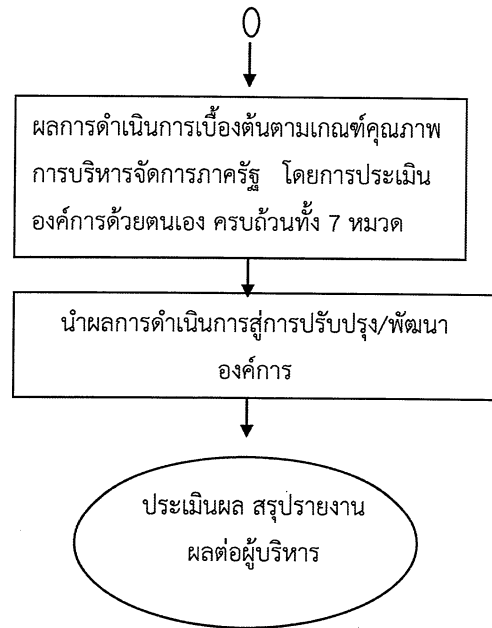 ผลการดำเนินการเบื้องต้นตามเกณฑ์คุณภาพ
การบริหารจัดการภาครัฐ โดยการประเมิน
องค์การด้วยตนเอง ครบถ้วนทั้ง 7 หมวด
นำผลการดำเนินการสู่การปรับปรุง/พัฒนา
องค์การ
ประเมินผล สรุปรายงาน
ผลต่อผู้บริหาร